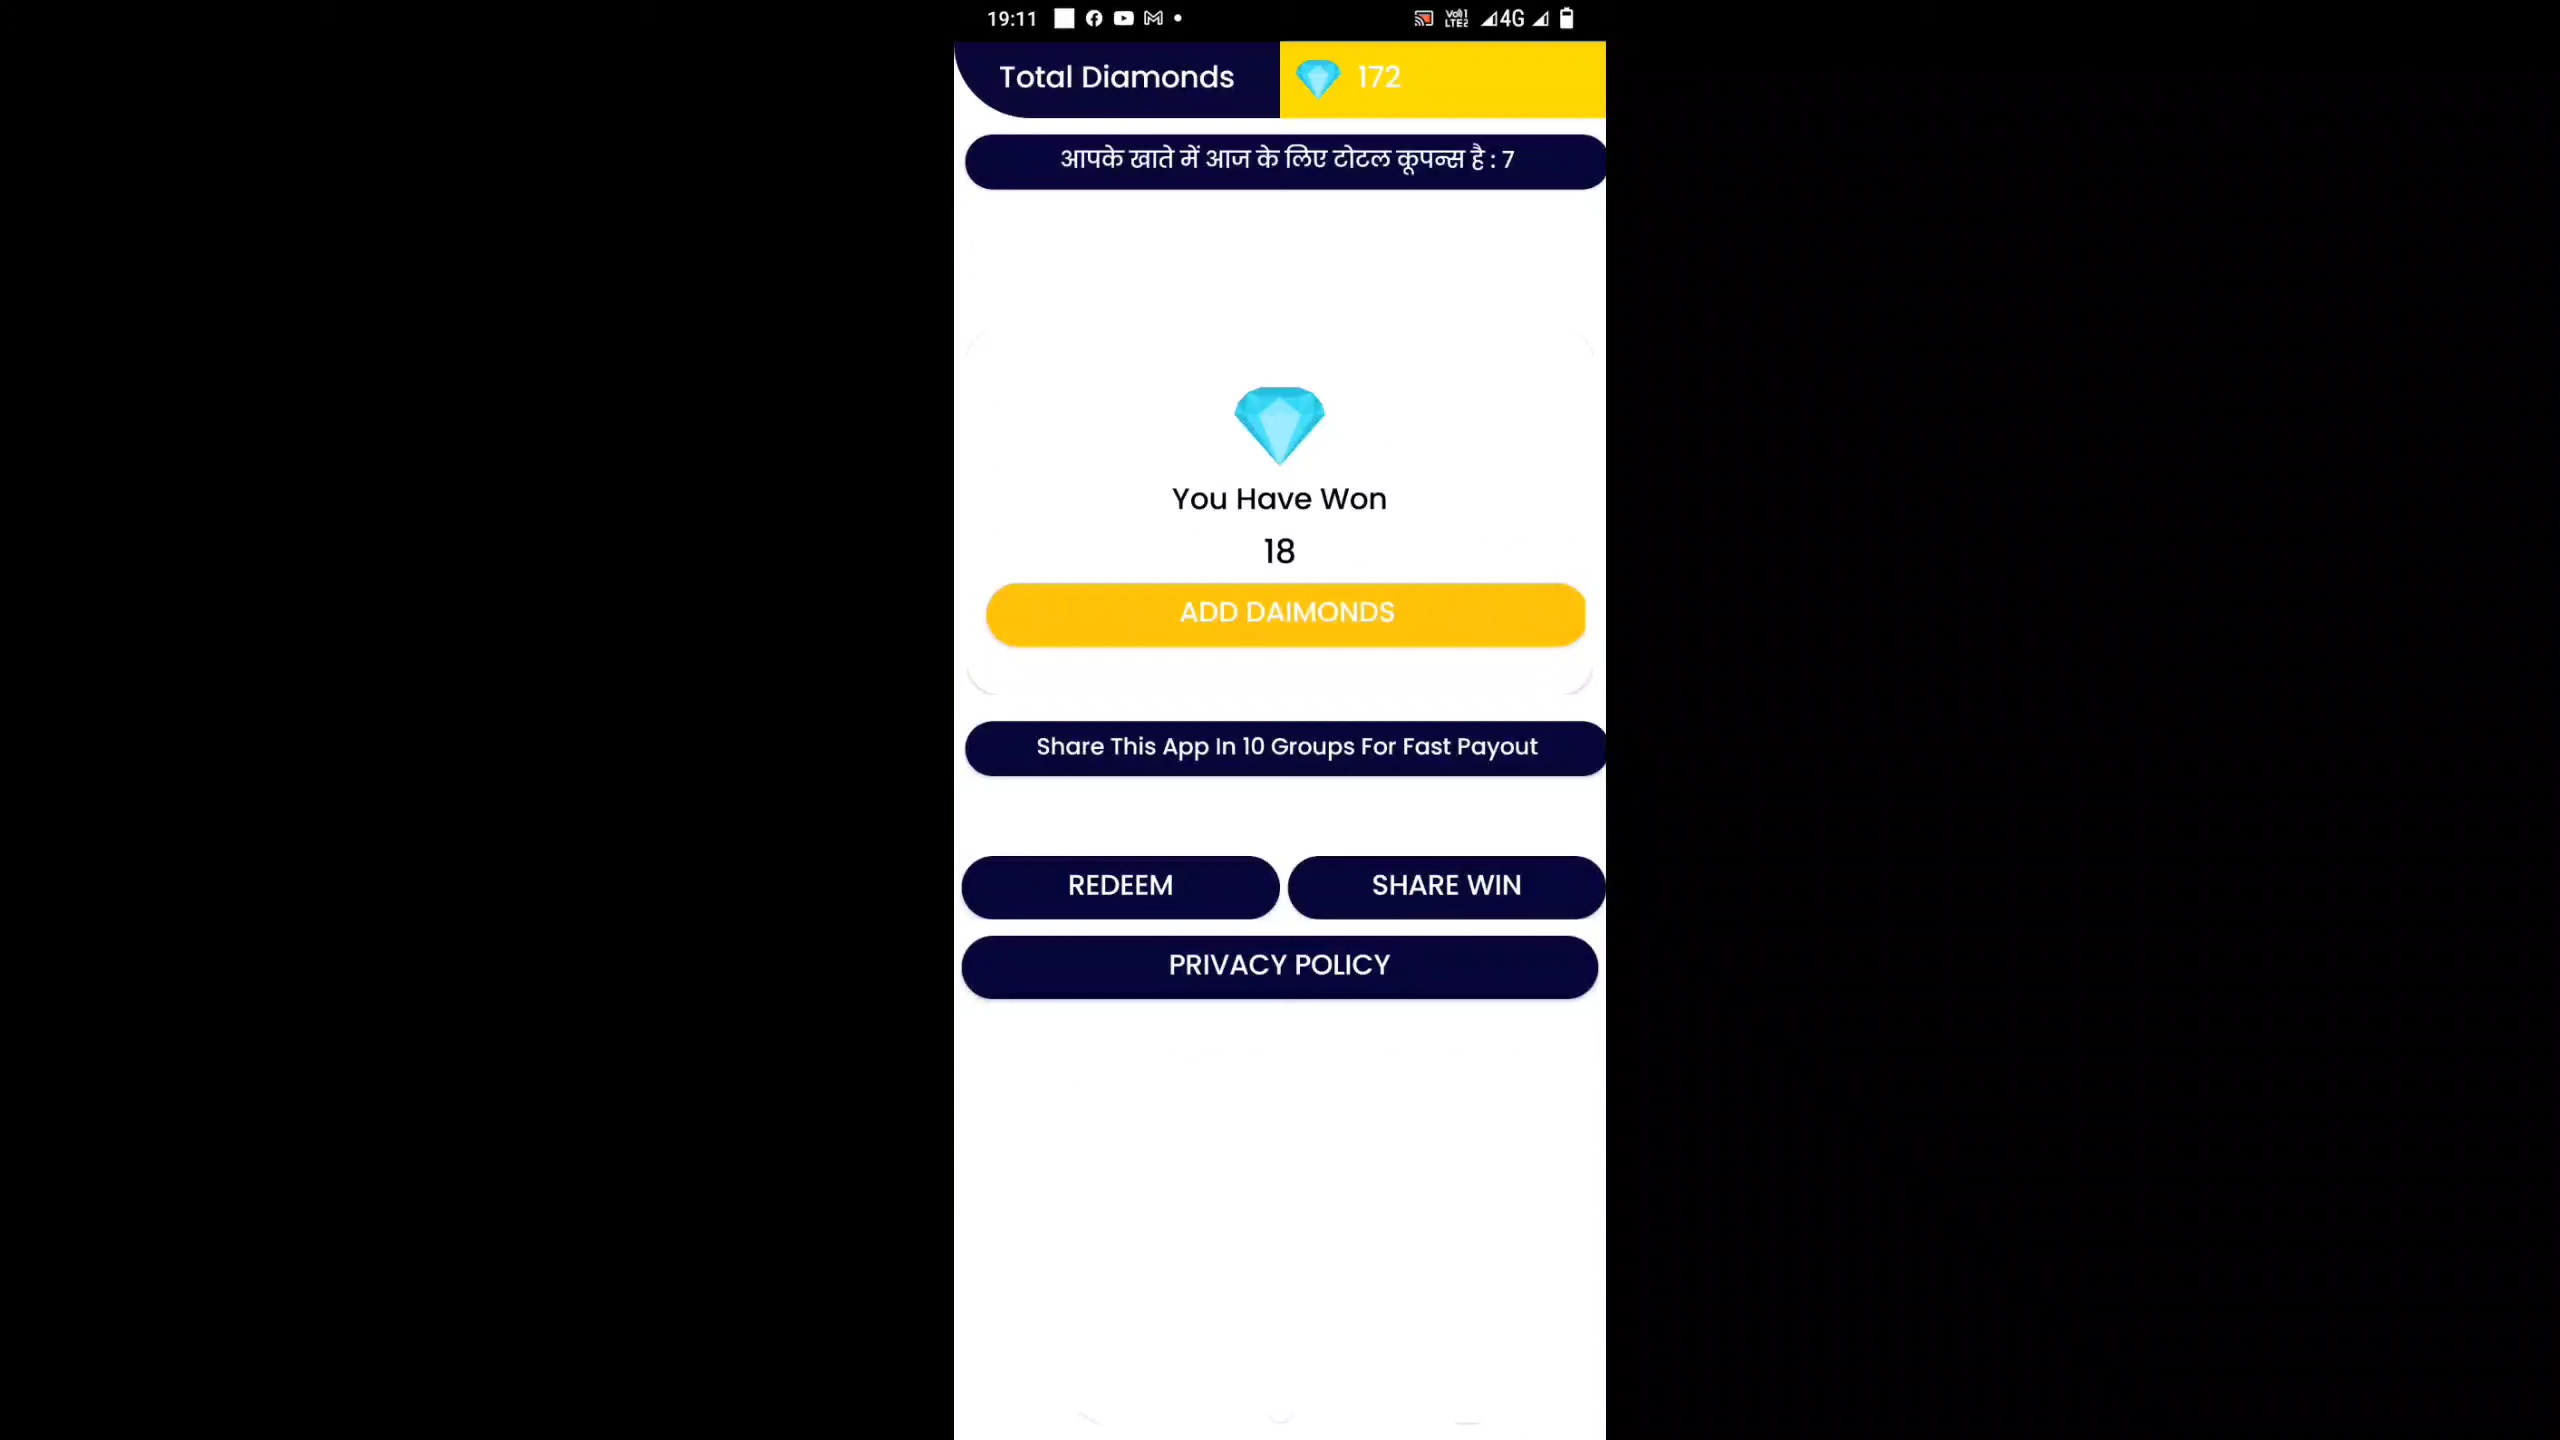 19:11
4G
Total Diamonds
172
आपके खाते में आज के लिए टोटल कूपन्स है : 7
You Have Won
18
ADD DAIMONDS
Share This App In 10 Groups For Fast Payout
REDEEM
SHARE WIN
PRIVACY POLICY